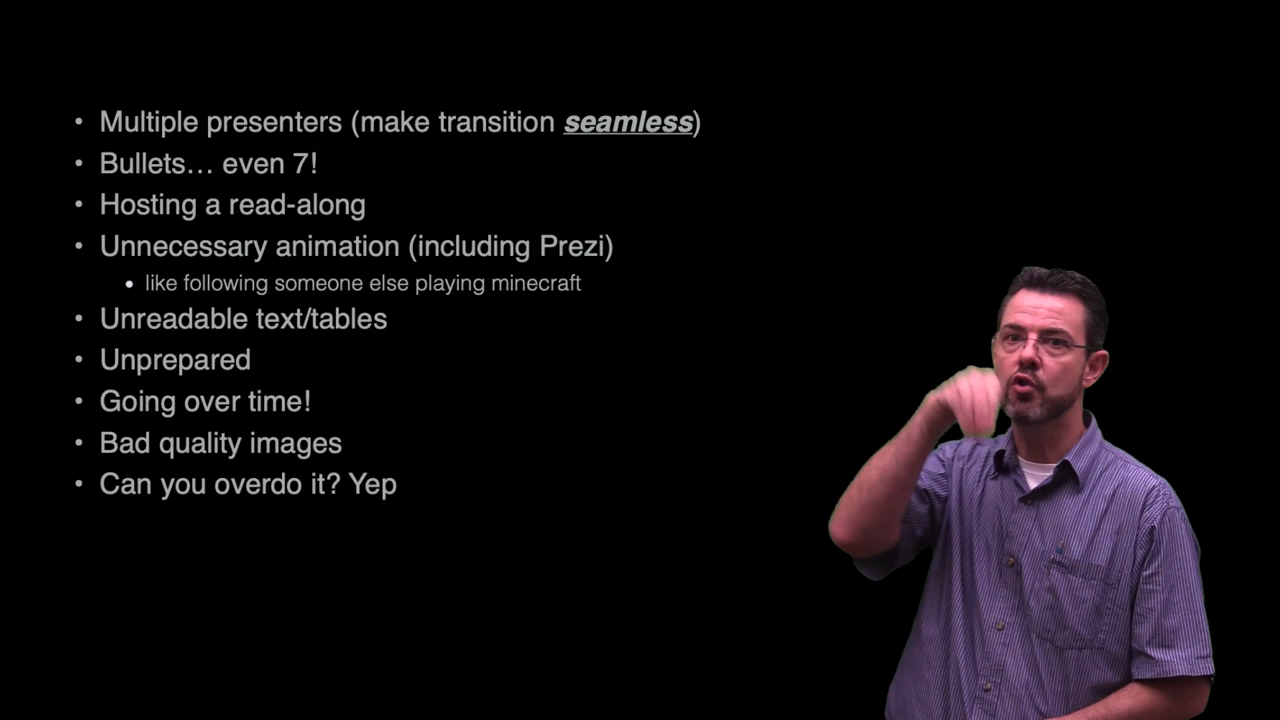 • Multiple presenters (make transition seamless)
• Bullets… even 7!
• Hosting a read-along
• Unnecessary animation (including Prezi)
• like following someone else playing minecraft
• Unreadable text/tables
• Unprepared
• Going over time!
• Bad quality images
• Can you overdo it? Yep